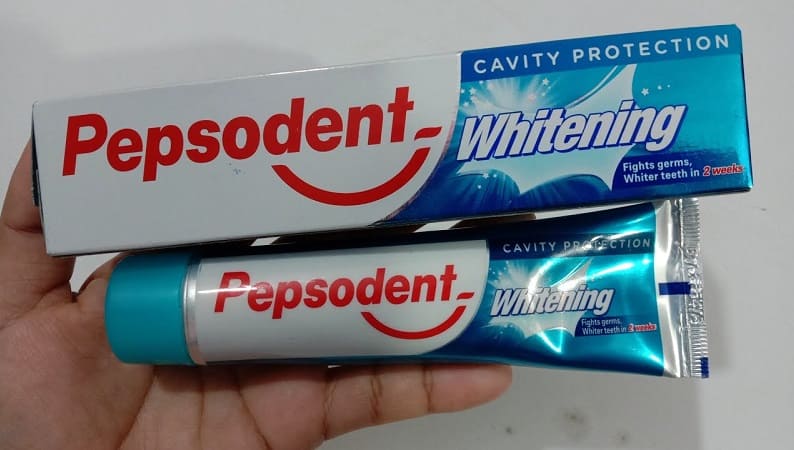 CAVITY PROTECTION
Pepsodent
Whitening
Fights germs,
Whiter teeth in 2 weeks
CAVITY PROTECTION
Pepsodent
Whitening
Fights germs,
Whiter teeth in 2 weeks